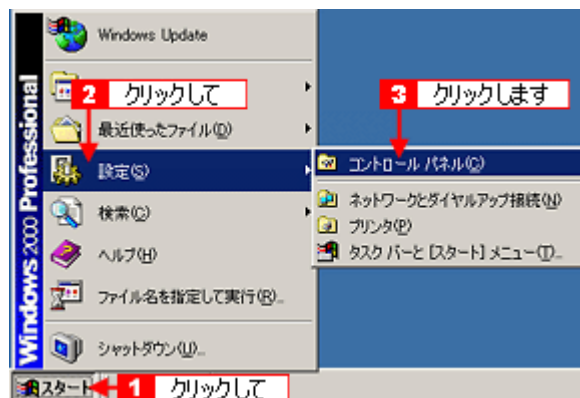 Windows Update
2 クリックして
3 クリックします
最近使ったファイル(D)
設定(S)
コントロール パネル(C)
ネットワークとダイヤルアップ接続(N)
検索(C)
プリンタ(P)
ヘルプ(H)
タスク バーと [スタート] メニュー(T)...
ファイル名を指定して実行(R)...
シャットダウン(U)...
Windows 2000 Professional
スタート
1 クリックして